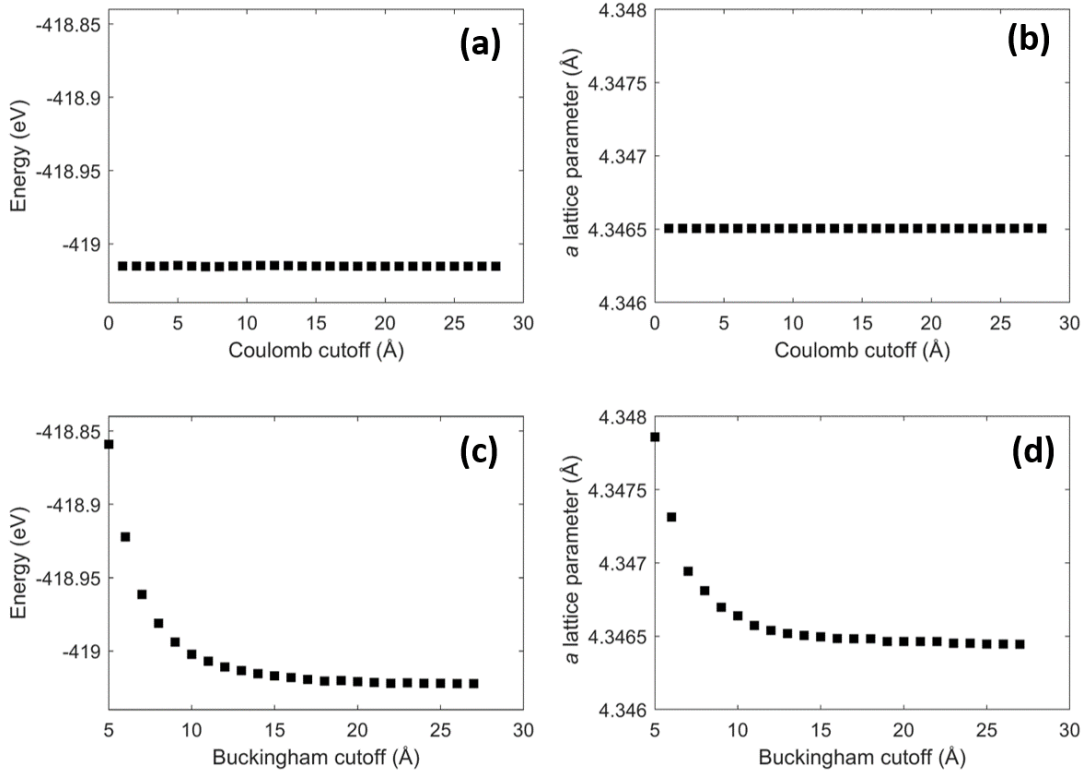 (a)
Energy (eV)
-418.85
-418.9
-418.95
-419
0 5 10 15 20 25 30
Coulomb cutoff (Å)
(b)
a lattice parameter (Å)
4.348
4.3475
4.347
4.3465
4.346
0 5 10 15 20 25 30
Coulomb cutoff (Å)
(c)
Energy (eV)
-418.85
-418.9
-418.95
-419
5 10 15 20 25 30
Buckingham cutoff (Å)
(d)
a lattice parameter (Å)
4.348
4.3475
4.347
4.3465
4.346
5 10 15 20 25 30
Buckingham cutoff (Å)